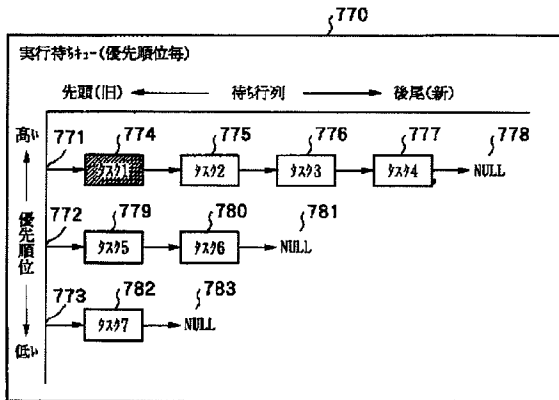 770
実行待ちキュー(優先順位毎)
先頭(旧) 待ち行列 後尾(新)
高い 771 774 775 776 777 778
タスク1 タスク2 タスク3 タスク4 NULL
優先順位
772 779 780 781
タスク5 タスク6 NULL
773 782 783
タスク7 NULL
低い